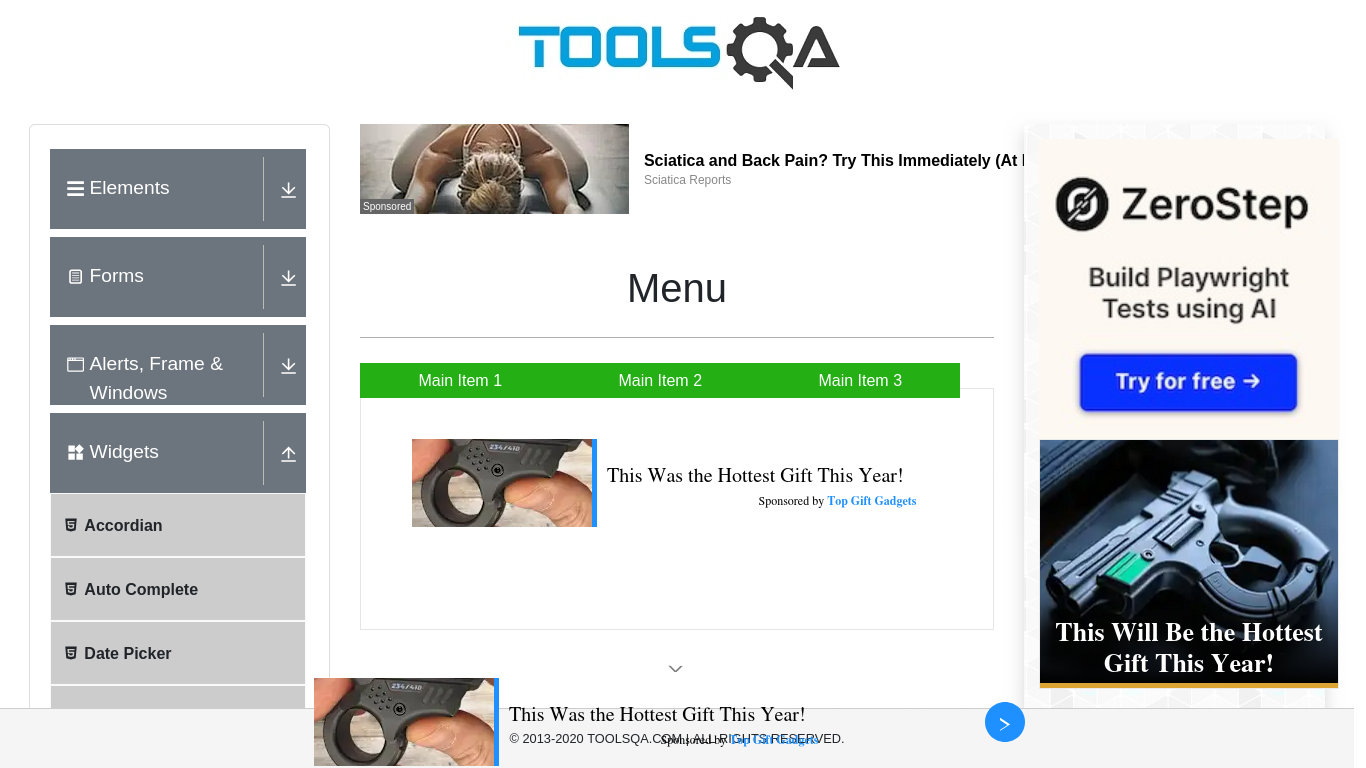 TOOLSQA
Elements
Forms
Alerts, Frame &
Windows
Widgets
Accordian
Auto Complete
Date Picker
Sponsored
Sciatica and Back Pain? Try This Immediately (At
Sciatica Reports
Menu
Main Item 1
Main Item 2
Main Item 3
234/410
This Was the Hottest Gift This Year!
Sponsored by Top Gift Gadgets
ZeroStep
Build Playwright
Tests using AI
Try for free →
This Will Be the Hottest
Gift This Year!
234/410
This Was the Hottest Gift This Year!
Sponsored by Top Gift Gadgets
© 2013-2020 TOOLSQA.COM | ALL RIGHTS RESERVED.